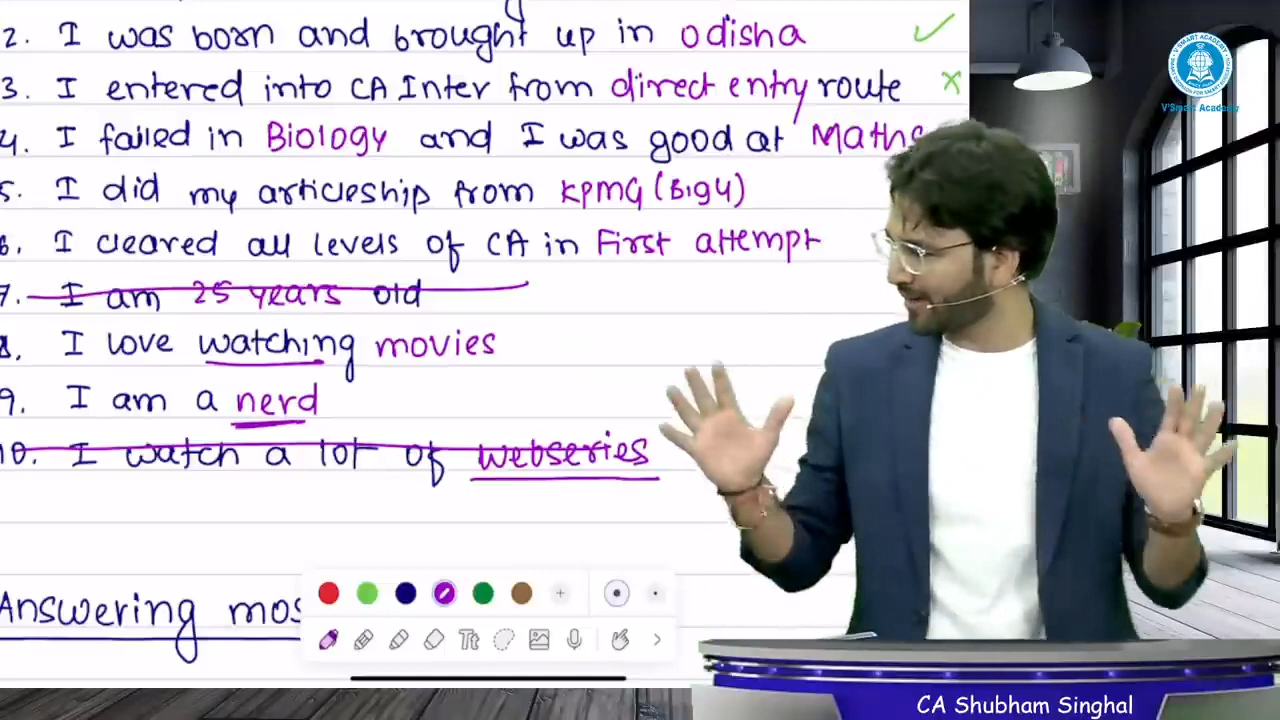 2. I was born and brought up in odisha ✓
3. I entered into CA Inter from direct entry route ×
4. I failed in Biology and I was good at Maths
5. I did my articleship from KPMG (Big4)
6. I cleared all levels of CA in First attempt
7. I am 25 years old
8. I love watching movies
9. I am a nerd
10. I watch a lot of webseries
Answering mos
Tt
V'SMART ACADEMY
V'Smart Academy
CA Shubham Singhal